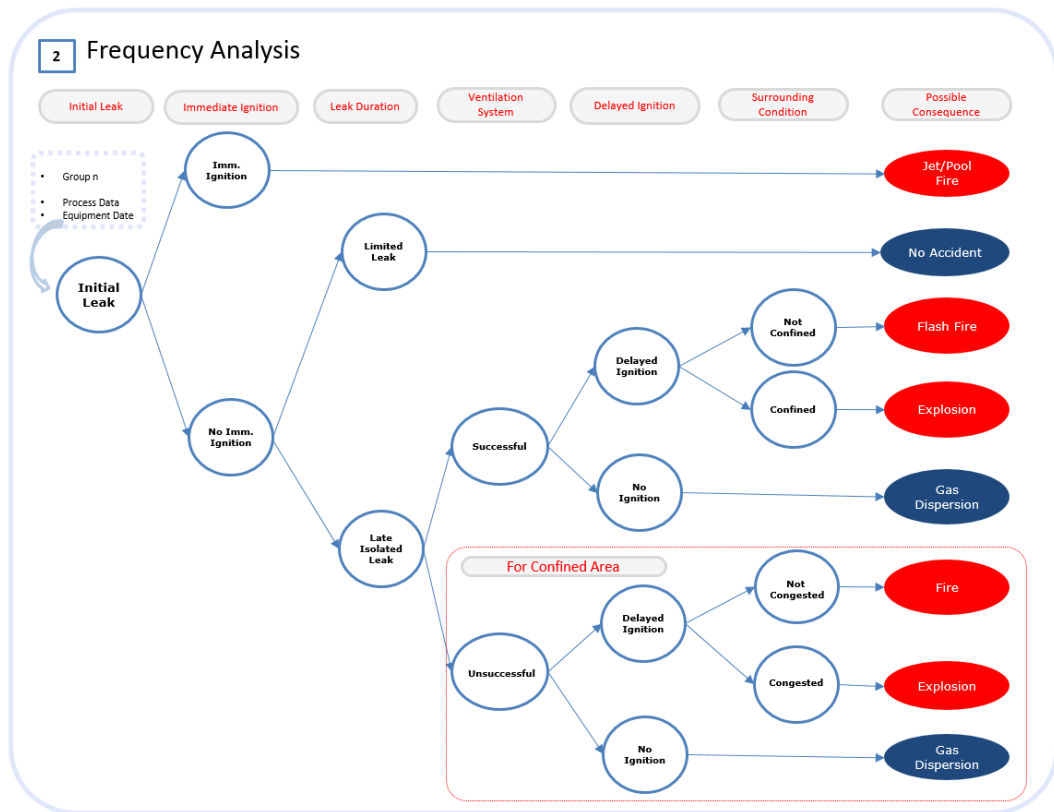 2
Frequency Analysis
Initial Leak
Immediate Ignition
Leak Duration
Ventilation
System
Delayed Ignition
Surrounding
Condition
Possible
Consequence
• Group n
• Process Data
• Equipment Date
Initial
Leak
Imm.
Ignition
Jet/Pool
Fire
Limited
Leak
No Accident
No Imm.
Ignition
Late
Isolated
Leak
Successful
Delayed
Ignition
Not
Confined
Flash Fire
Confined
Explosion
No
Ignition
Gas
Dispersion
For Confined Area
Unsuccessful
Delayed
Ignition
Not
Congested
Fire
Congested
Explosion
No
Ignition
Gas
Dispersion